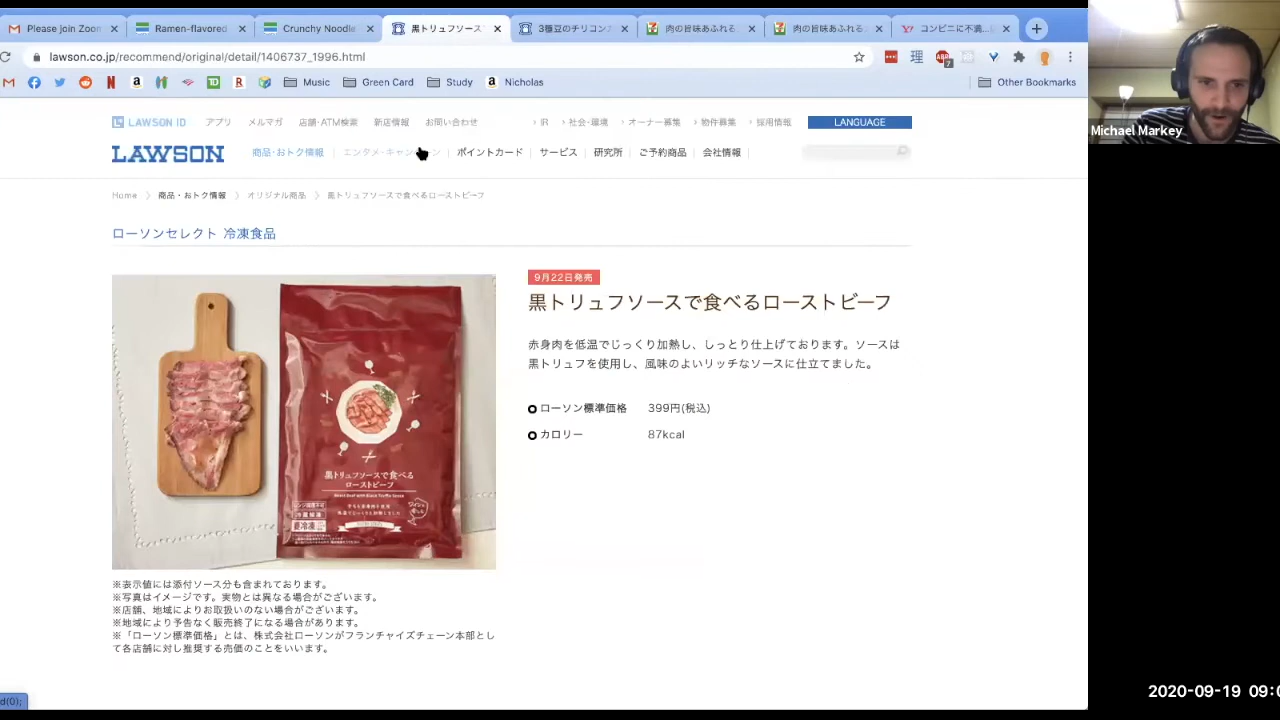 Please join Zoom
Ramen-flavored
Crunchy Noodle
黒トリュフソース
3種豆のチリコン
肉の旨味あふれる
肉の旨味あふれる
コンビニに不満
lawson.co.jp/recommend/original/detail/1406737_1996.html
Music
Green Card
Study
Nicholas
Other Bookmarks
Michael Markey
LAWSON ID
アプリ
メルマガ
店舗・ATM検索
新店情報
お問い合わせ
IR
社会・環境
オーナー募集
物件募集
採用情報
LANGUAGE
LAWSON
商品・おトク情報
エンタメ・キャン
ポイントカード
サービス
研究所
ご予約商品
会社情報
Home 商品・おトク情報 オリジナル商品 黒トリュフソースで食べるローストビーフ
ローソンセレクト 冷凍食品
9月22日発売
黒トリュフソースで食べるローストビーフ
赤身肉を低温でじっくり加熱し、しっとり仕上げております。ソースは
黒トリュフを使用し、風味のよいリッチなソースに仕立てました。
ローソン標準価格 399円(税込)
カロリー 87kcal
黒トリュフソースで食べる
ローストビーフ
Roast Beef with Black Truffle Sauce
要冷凍
※表示値には添付ソース分も含まれております。
※写真はイメージです。実物とは異なる場合がございます。
※店舗、地域によりお取扱いのない場合がございます。
※地域により予告なく販売終了になる場合があります。
※「ローソン標準価格」とは、株式会社ローソンがフランチャイズチェーン本部とし
て各店舗に対し推奨する売価のことをいいます。
d(0);
2020-09-19 09:0